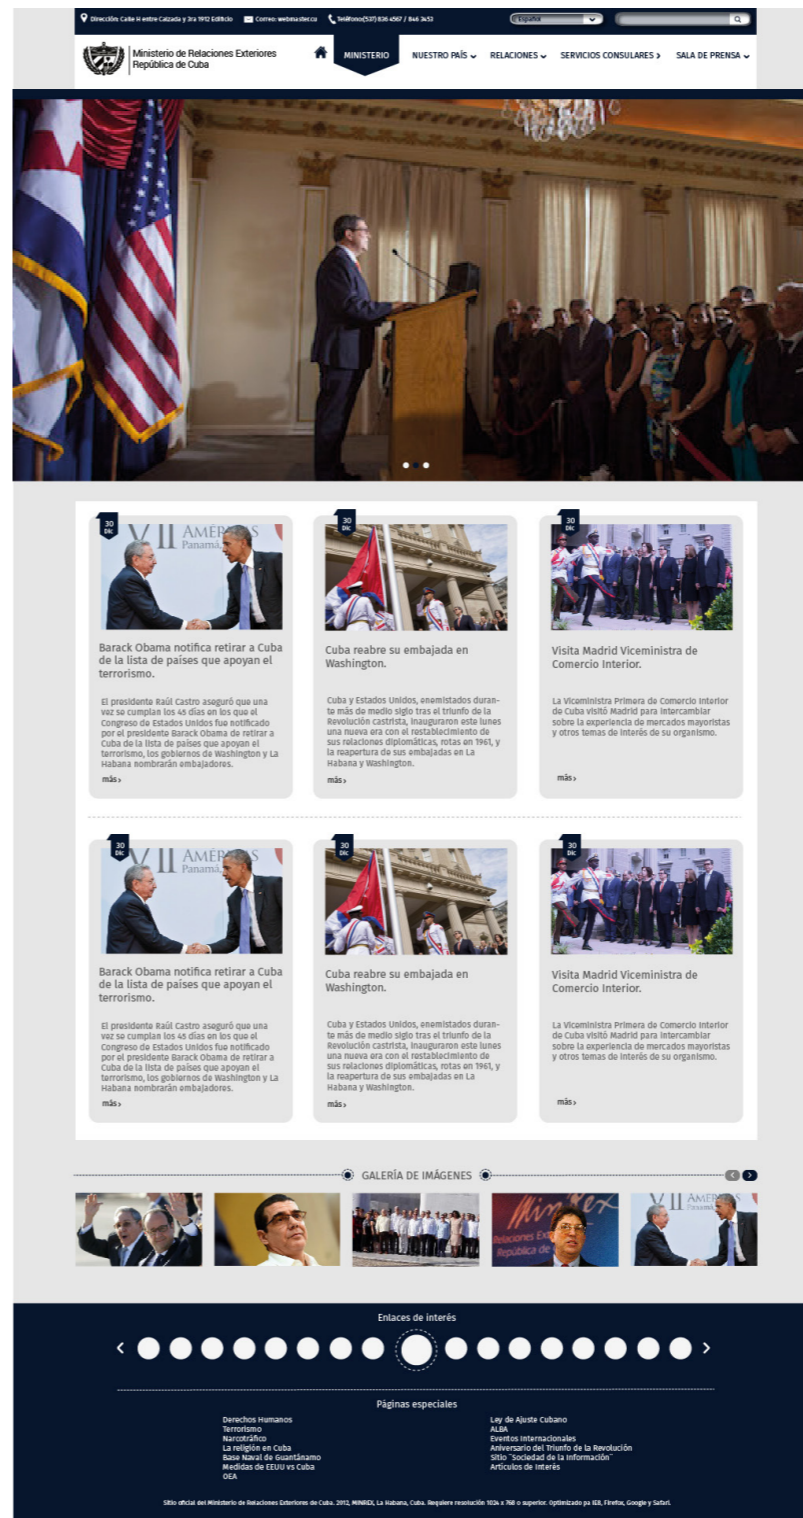 Dirección: Calle H entre Calzada y 3ra 1912 Edificio
Correo: webmaster.cu
Teléfono(537) 836 4567 / 846 3453
Español
Ministerio de Relaciones Exteriores
República de Cuba
MINISTERIO
NUESTRO PAÍS
RELACIONES
SERVICIOS CONSULARES
SALA DE PRENSA
30
Dic
VII AMÉRICAS
Panamá,
Barack Obama notifica retirar a Cuba
de la lista de países que apoyan el
terrorismo.
El presidente Raúl Castro aseguró que una
vez se cumplan los 45 días en los que el
Congreso de Estados Unidos fue notificado
por el presidente Barack Obama de retirar a
Cuba de la lista de países que apoyan el
terrorismo, los gobiernos de Washington y La
Habana nombrarán embajadores.
más
30
Dic
Cuba reabre su embajada en
Washington.
Cuba y Estados Unidos, enemistados duran-
te más de medio siglo tras el triunfo de la
Revolución castrista, inauguraron este lunes
una nueva era con el restablecimiento de
sus relaciones diplomáticas, rotas en 1961, y
la reapertura de sus embajadas en La
Habana y Washington.
más
30
Dic
Visita Madrid Viceministra de
Comercio Interior.
La Viceministra Primera de Comercio Interior
de Cuba visitó Madrid para intercambiar
sobre la experiencia de mercados mayoristas
y otros temas de interés de su organismo.
más
30
Dic
VII AMÉRICAS
Panamá,
Barack Obama notifica retirar a Cuba
de la lista de países que apoyan el
terrorismo.
El presidente Raúl Castro aseguró que una
vez se cumplan los 45 días en los que el
Congreso de Estados Unidos fue notificado
por el presidente Barack Obama de retirar a
Cuba de la lista de países que apoyan el
terrorismo, los gobiernos de Washington y La
Habana nombrarán embajadores.
más
30
Dic
Cuba reabre su embajada en
Washington.
Cuba y Estados Unidos, enemistados duran-
te más de medio siglo tras el triunfo de la
Revolución castrista, inauguraron este lunes
una nueva era con el restablecimiento de
sus relaciones diplomáticas, rotas en 1961, y
la reapertura de sus embajadas en La
Habana y Washington.
más
30
Dic
Visita Madrid Viceministra de
Comercio Interior.
La Viceministra Primera de Comercio Interior
de Cuba visitó Madrid para intercambiar
sobre la experiencia de mercados mayoristas
y otros temas de interés de su organismo.
más
GALERÍA DE IMÁGENES
MinRex
Relaciones
República de
VII AMÉR
Panamá,
Enlaces de interés
Páginas especiales
Derechos Humanos
Terrorismo
Narcotráfico
La religión en Cuba
Base Naval de Guantánamo
Medidas de EEUU vs Cuba
OEA
Ley de Ajuste Cubano
ALBA
Eventos Internacionales
Aniversario del Triunfo de la Revolución
Sitio "Sociedad de la Información"
Artículos de Interés
Sitio oficial del Ministerio de Relaciones Exteriores de Cuba. 2012, MINREX, La Habana, Cuba. Requiere resolución 1024 x 768 o superior. Optimizado pa IE8, Firefox, Google y Safari.